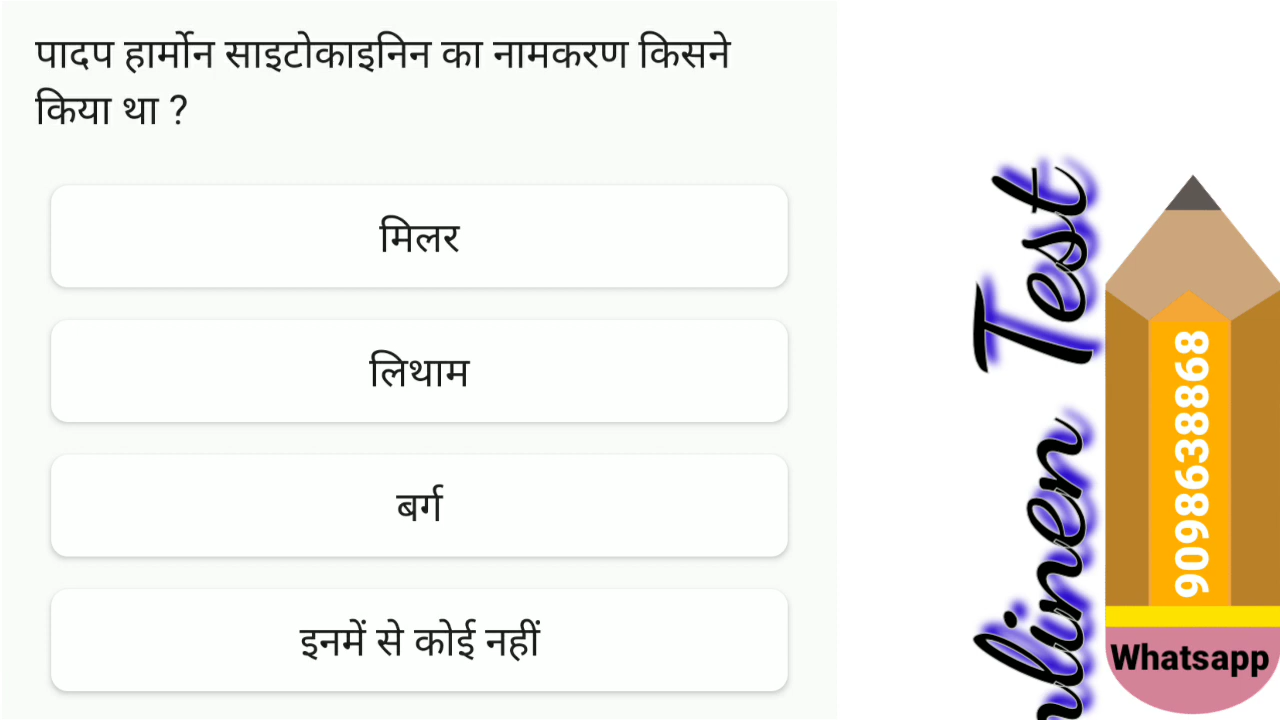 पादप हार्मोन साइटोकाइनिन का नामकरण किसने
किया था ?
मिलर
लिथाम
बर्ग
इनमें से कोई नहीं
Test
9098638868
Whatsapp